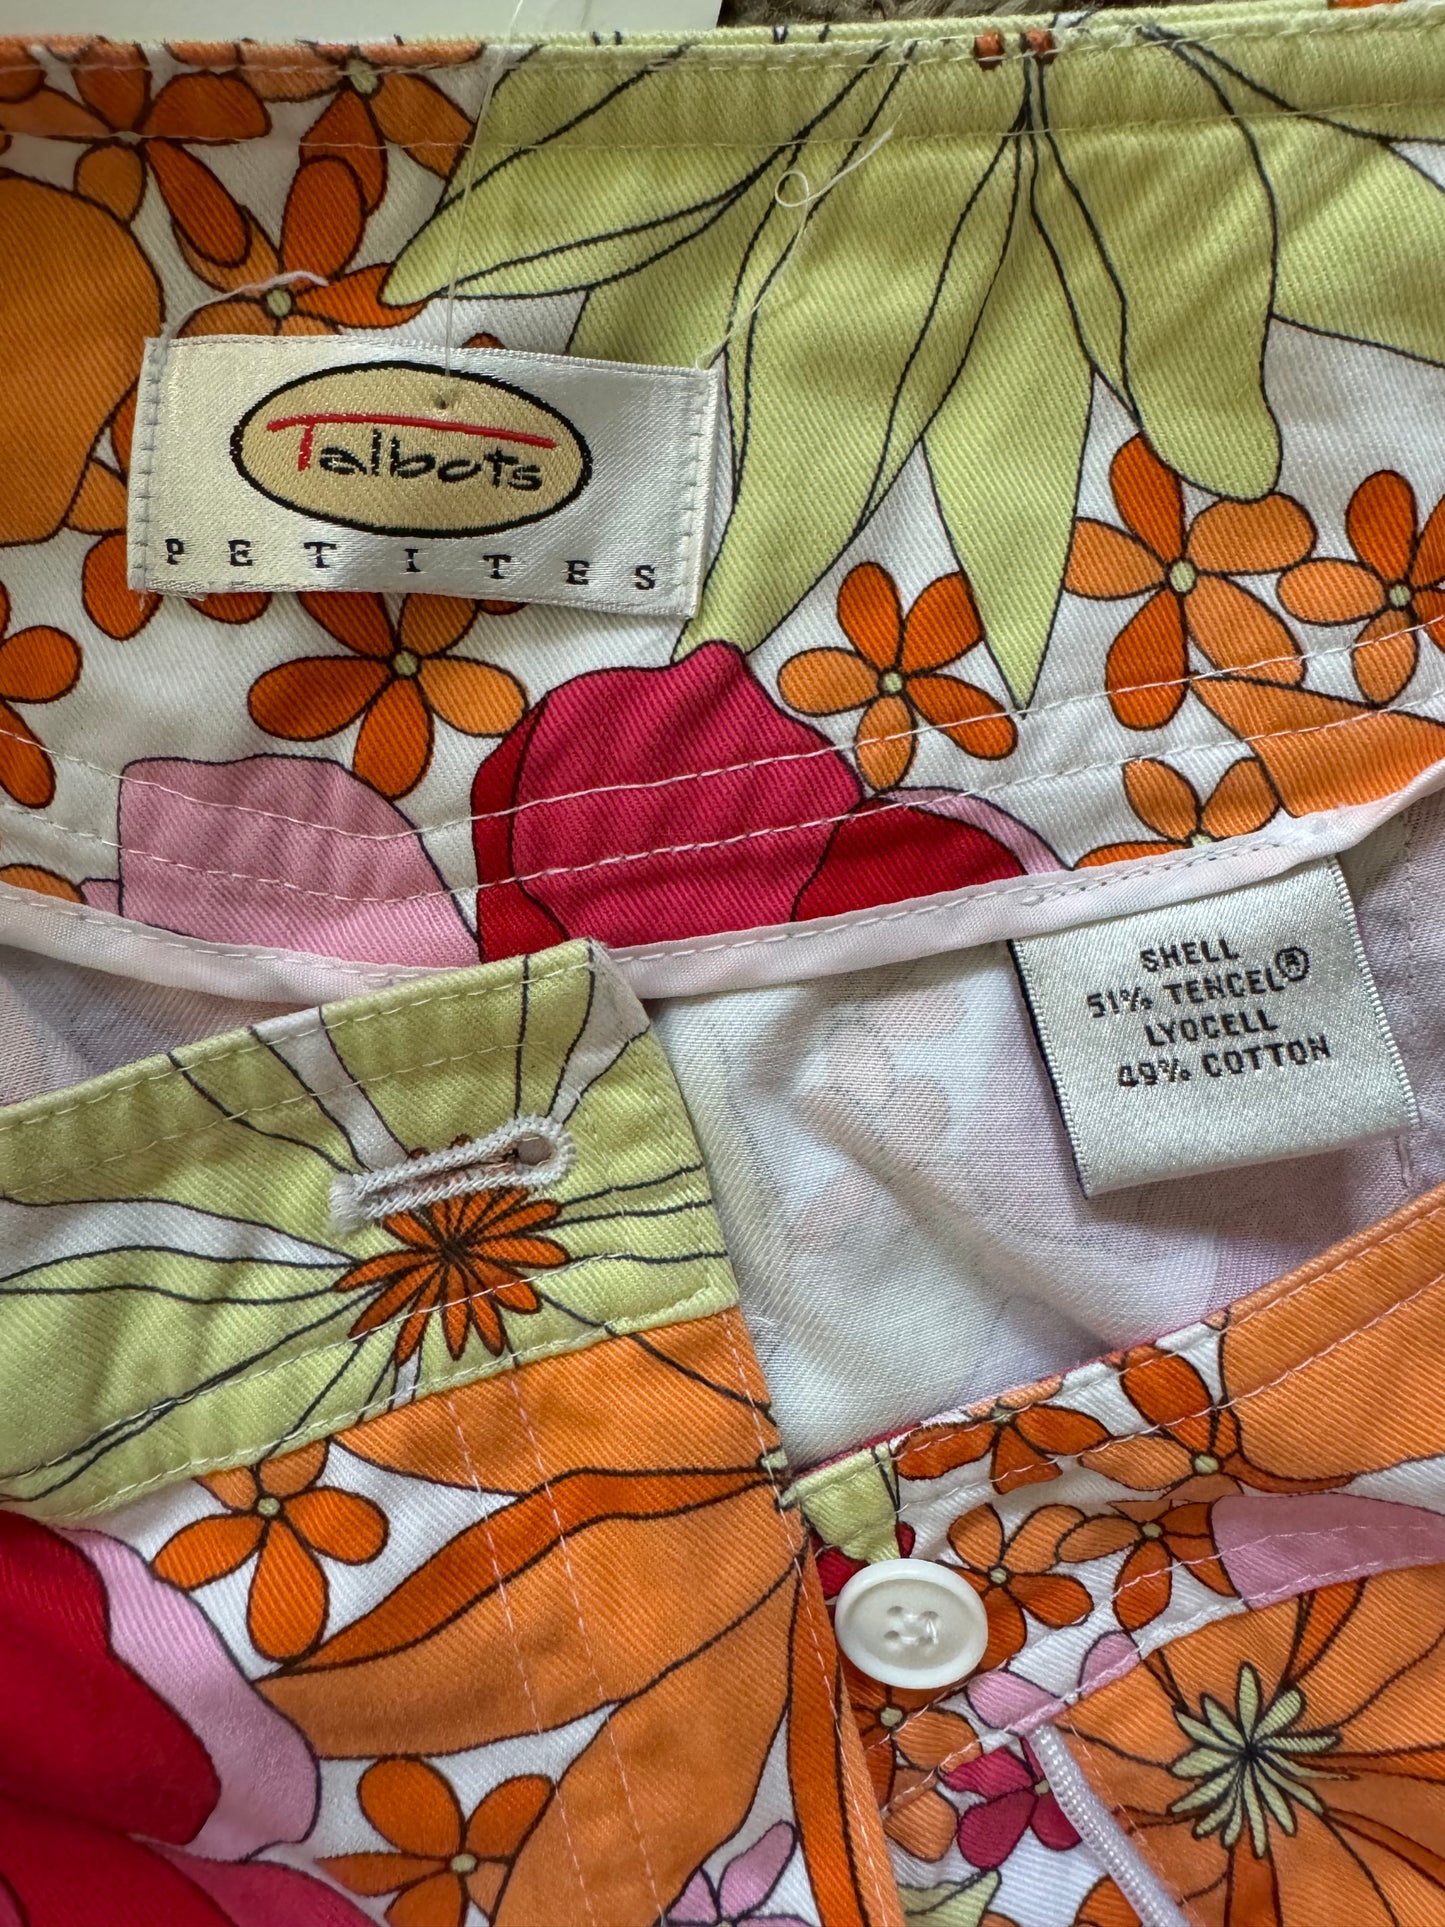 Talbots
PETITES
SHELL
51% TENCEL®
LYOCELL
49% COTTON